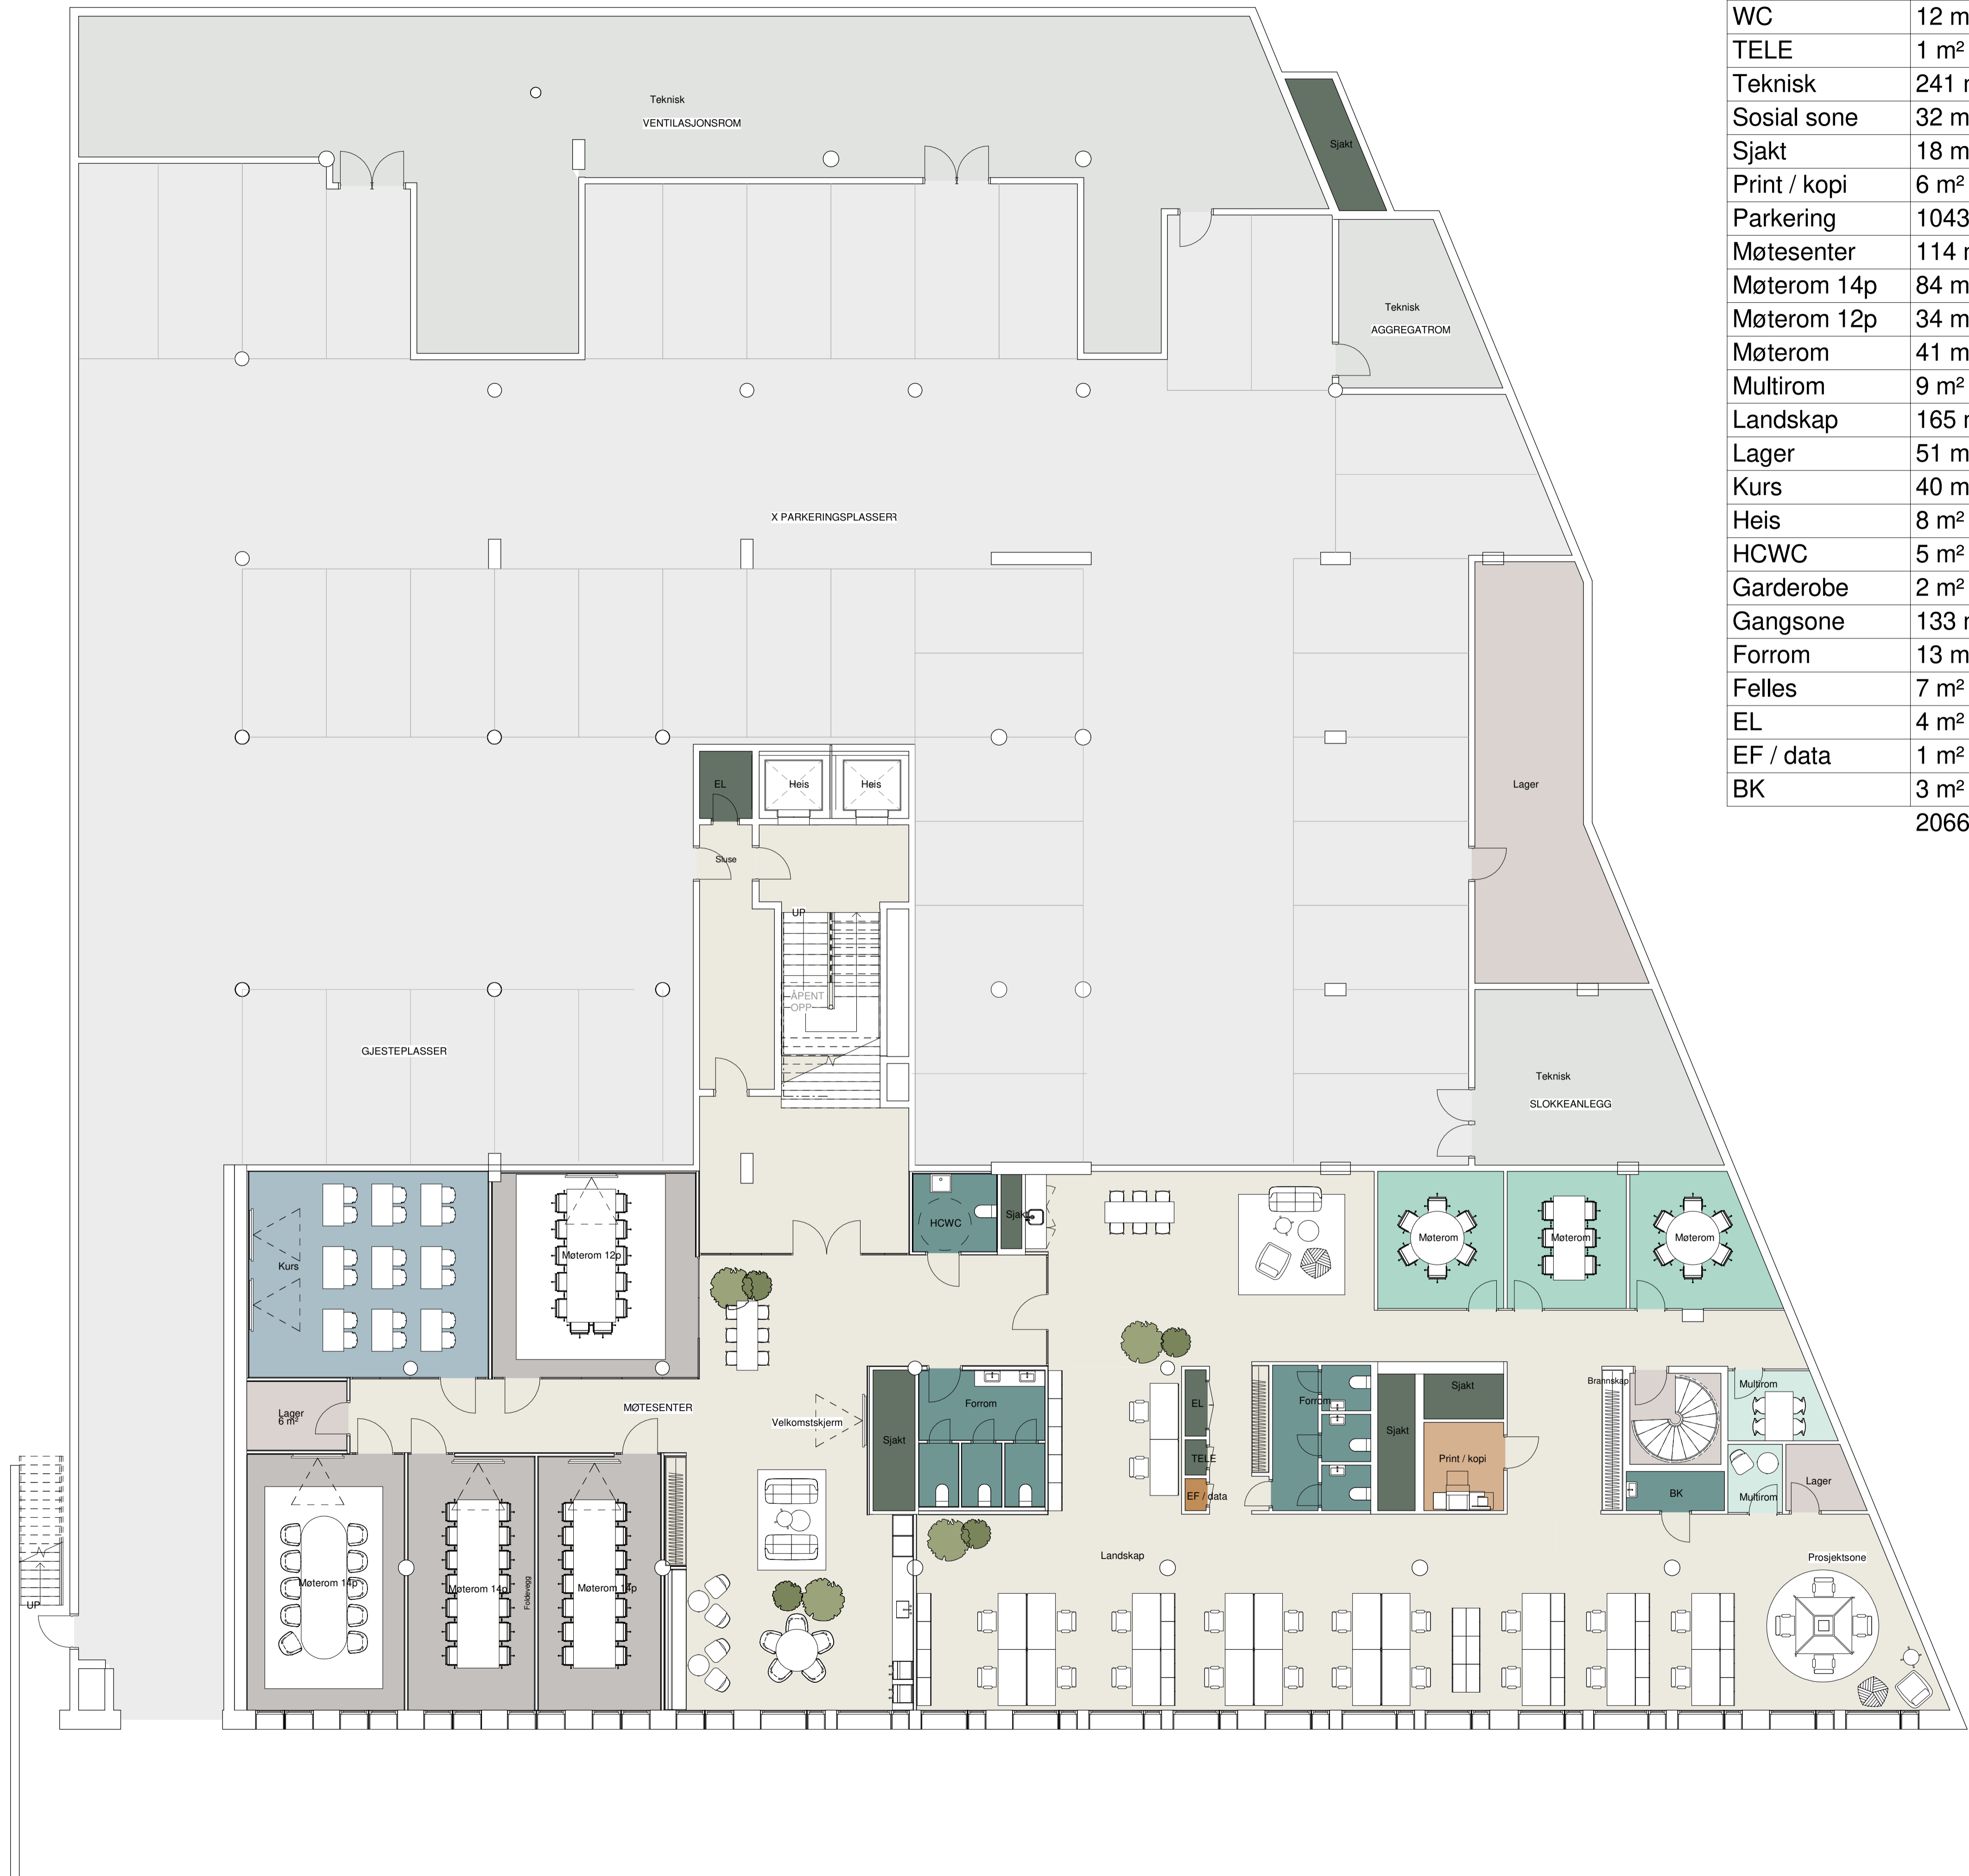 WC 12 m
TELE 1 m²
Teknisk 241 m
Sosial sone 32 m
Sjakt 18 m
Print / kopi 6 m²
Parkering 1043
Møtesenter 114 m
Møterom 14p 84 m
Møterom 12p 34 m
Møterom 41 m
Multirom 9 m²
Landskap 165 m
Lager 51 m
Kurs 40 m
Heis 8 m²
HCWC 5 m²
Garderobe 2 m²
Gangsone 133 m
Forrom 13 m
Felles 7 m²
EL 4 m²
EF / data 1 m²
BK 3 m²
2066
Teknisk
VENTILASJONSROM
Sjakt
Teknisk
AGGREGATROM
X PARKERINGSPLASSER
EL
Heis
Heis
Lager
Sluse
UP
ÅPENT
OPP
GJESTEPLASSER
Teknisk
SLOKKEANLEGG
HCWC
Sjakt
Møterom
Møterom
Møterom
Kurs
Møterom 12p
Lager
6 m²
MØTESENTER
Velkomstskjerm
Sjakt
Forrom
EL
TELE
EF / data
Forrom
Sjakt
Sjakt
Print / kopi
Brannskap
Multirom
Multirom
Lager
BK
Landskap
Prosjektsone
Møterom 14p
Møterom 14p
Foldevegg
Møterom 14p
UP